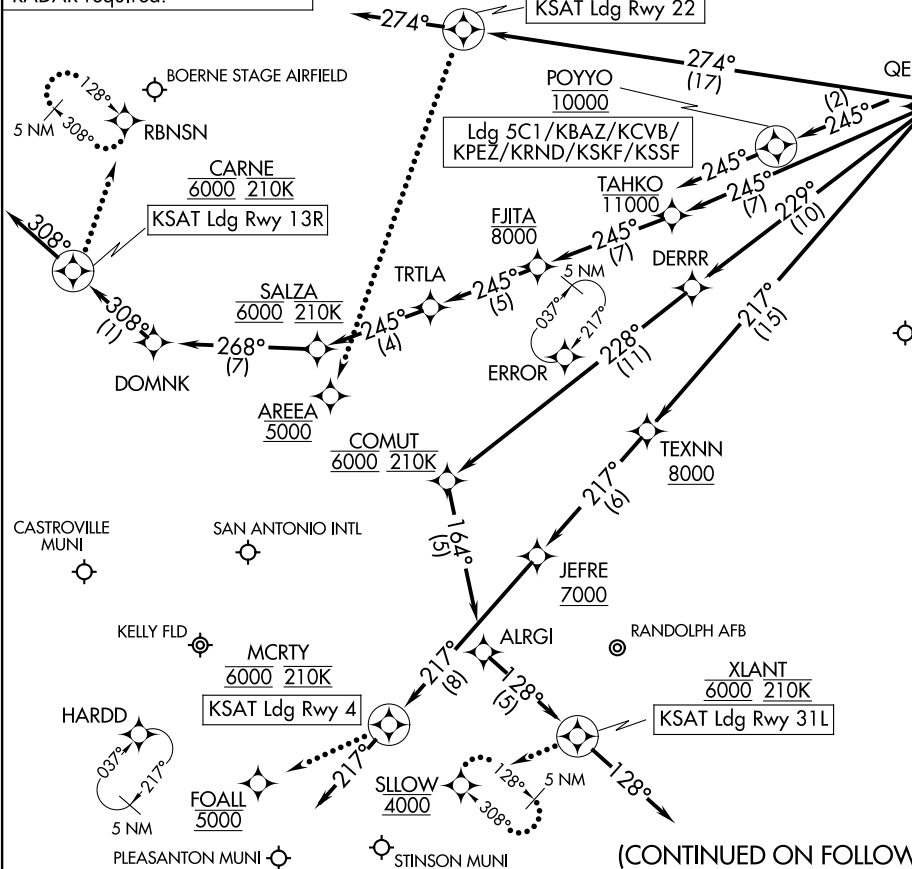 RADAR required.
KSAT Ldg Rwy 22
274°
274°
(17)
QE
BOERNE STAGE AIRFIELD
128°
308°
5 NM
RBNSN
POYYO
10000
Ldg 5C1/KBAZ/KCVB/
KPEZ/KRND/KSKF/KSSF
(2)
245°
245°
245°
(7)
229°
(10)
CARNE
6000 210K
KSAT Ldg Rwy 13R
TAHKO
11000
FJITA
8000
245°
(7)
DERRR
308°
308°
(1)
SALZA
6000 210K
TRTLA
245°
(5)
245°
(4)
5 NM
037°
217°
ERROR
217°
(15)
268°
(7)
DOMNK
228°
(11)
AREEA
5000
COMUT
6000 210K
TEXNN
8000
217°
(6)
CASTROVILLE
MUNI
SAN ANTONIO INTL
164°
(5)
JEFRE
7000
KELLY FLD
ALRGI
RANDOLPH AFB
MCRTY
6000 210K
KSAT Ldg Rwy 4
217°
(8)
128°
(5)
XLANT
6000 210K
KSAT Ldg Rwy 31L
HARDD
037°
217°
5 NM
217°
FOALL
5000
SLLOW
4000
128°
308°
5 NM
128°
PLEASANTON MUNI
STINSON MUNI
(CONTINUED ON FOLLOW